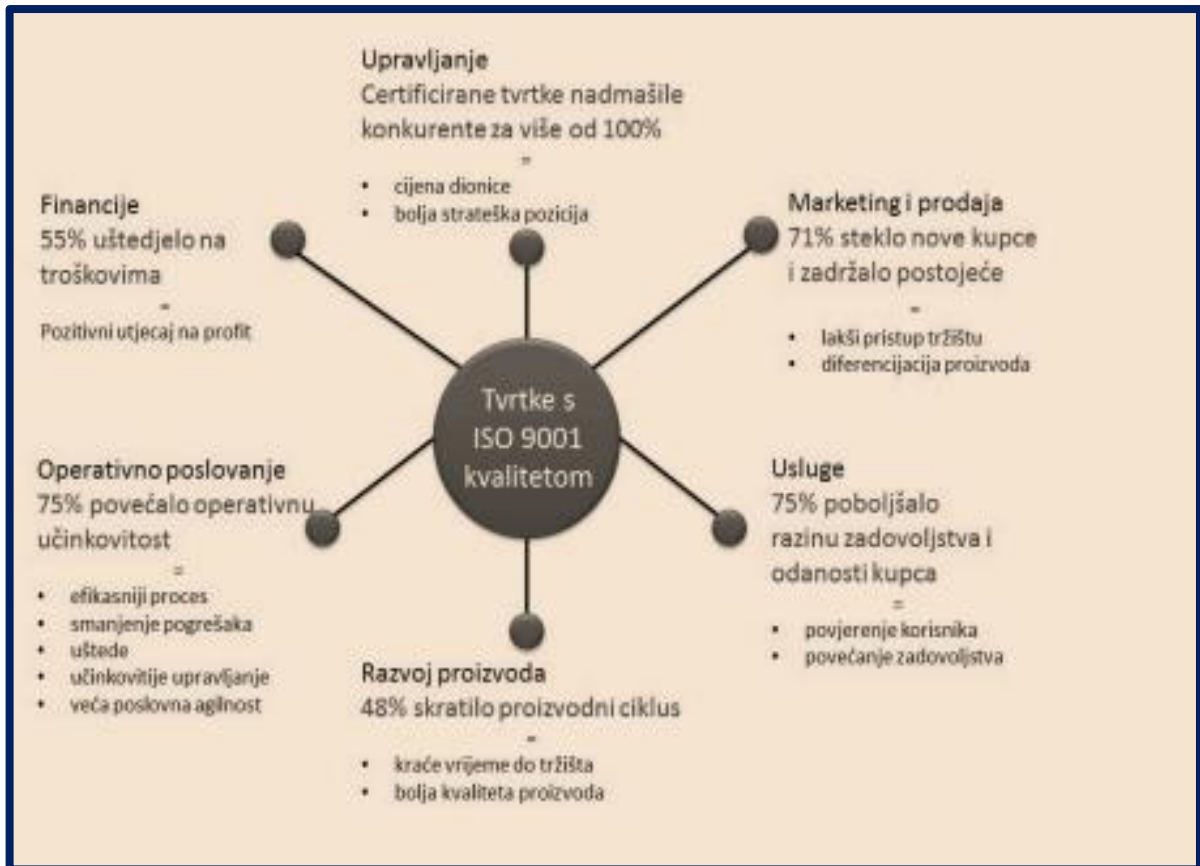 Upravljanje
Certificirane tvrtke nadmašile
konkurente za više od 100%
=
• cijena dionice
• bolja strateška pozicija
Financije
55% uštedjelo na
troškovima
=
Pozitivni utjecaj na profit
Marketing i prodaja
71% steklo nove kupce
i zadržalo postojeće
=
• lakši pristup tržištu
• diferencijacija proizvoda
Tvrtke s
ISO 9001
kvalitetom
Operativno poslovanje
75% povećalo operativnu
učinkovitost
=
• efikasniji proces
• smanjenje pogrešaka
• uštede
• učinkovitije upravljanje
• veća poslovna agilnost
Usluge
75% poboljšalo
razinu zadovoljstva i
odanosti kupca
=
• povjerenje korisnika
• povećanje zadovoljstva
Razvoj proizvoda
48% skratilo proizvodni ciklus
=
• kraće vrijeme do tržišta
• bolja kvaliteta proizvoda